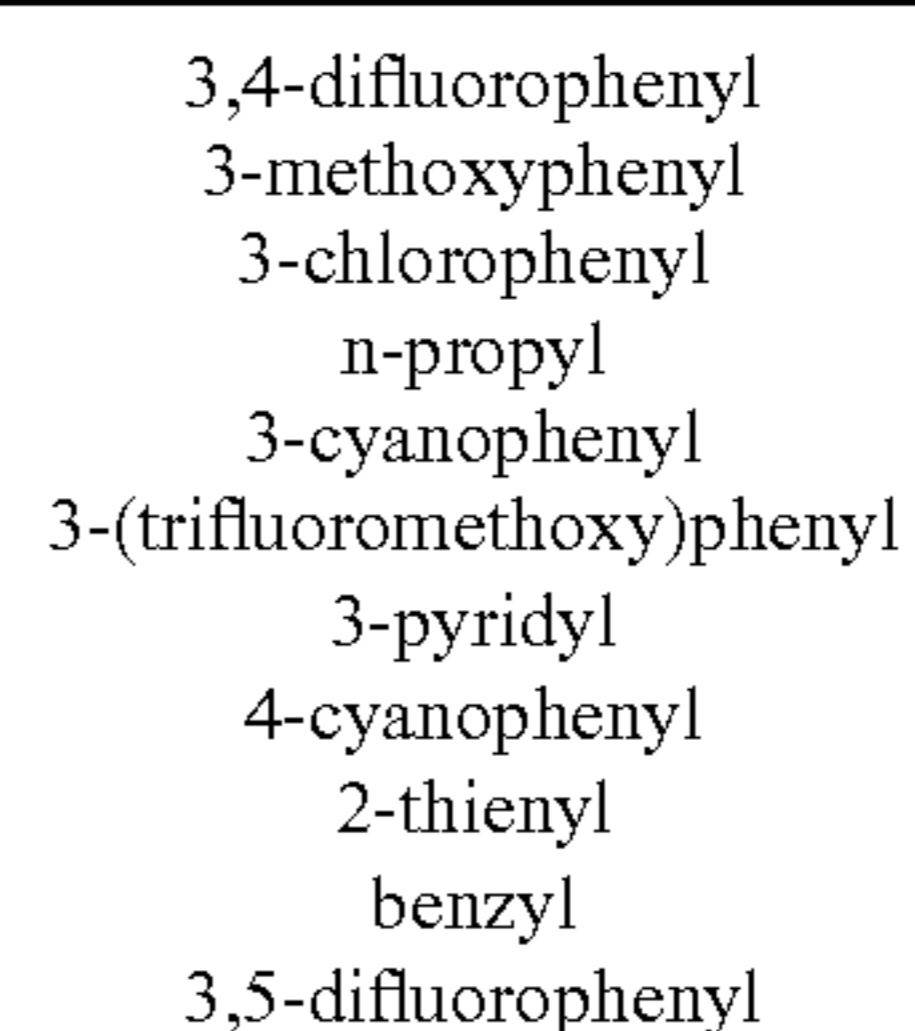 3,4-difluorophenyl
3-methoxyphenyl
3-chlorophenyl
n-propyl
3-cyanophenyl
3-(trifluoromethoxy)phenyl
3-pyridyl
4-cyanophenyl
2-thienyl
benzyl
3,5-difluorophenyl